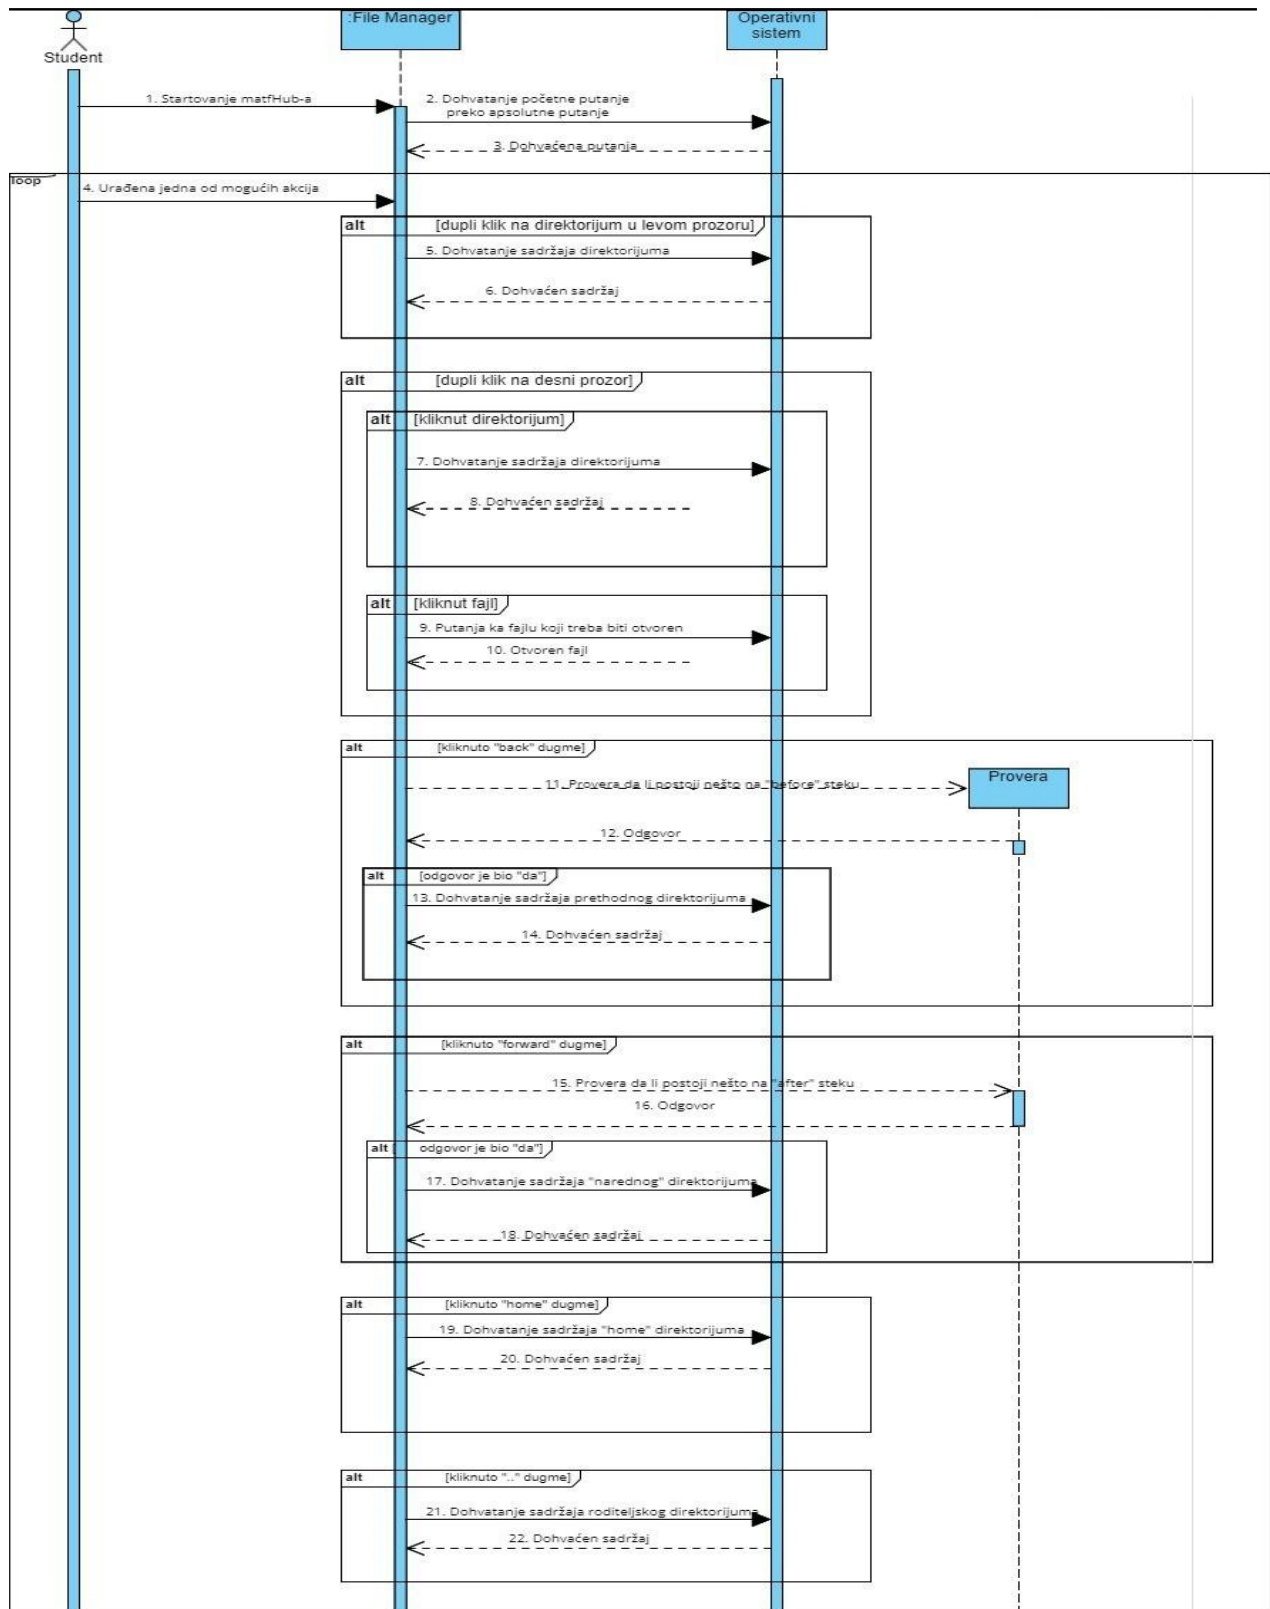 :File Manager
Operativni
sistem
Student
1. Startovanje matfHub-a
2. Dohvatanje početne putanje
preko apsolutne putanje
3. Dohvaćena putanja
loop
4. Urađena jedna od mogućih akcija
alt [dupli klik na direktorijum u levom prozoru]
5. Dohvatanje sadržaja direktorijuma
6. Dohvaćen sadržaj
alt [dupli klik na desni prozor]
alt [kliknut direktorijum]
7. Dohvatanje sadržaja direktorijuma
8. Dohvaćen sadržaj
alt [kliknut fajl]
9. Putanja ka fajlu koji treba biti otvoren
10. Otvoren fajl
alt [kliknuto "back" dugme]
Provera
11. Provera da li postoji nešto na "before" steku
12. Odgovor
alt [odgovor je bio "da"]
13. Dohvatanje sadržaja prethodnog direktorijuma
14. Dohvaćen sadržaj
alt [kliknuto "forward" dugme]
15. Provera da li postoji nešto na "after" steku
16. Odgovor
alt [ odgovor je bio "da"]
17. Dohvatanje sadržaja "narednog" direktorijuma
18. Dohvaćen sadržaj
alt [kliknuto "home" dugme]
19. Dohvatanje sadržaja "home" direktorijuma
20. Dohvaćen sadržaj
alt [kliknuto ".." dugme]
21. Dohvatanje sadržaja roditeljskog direktorijuma
22. Dohvaćen sadržaj